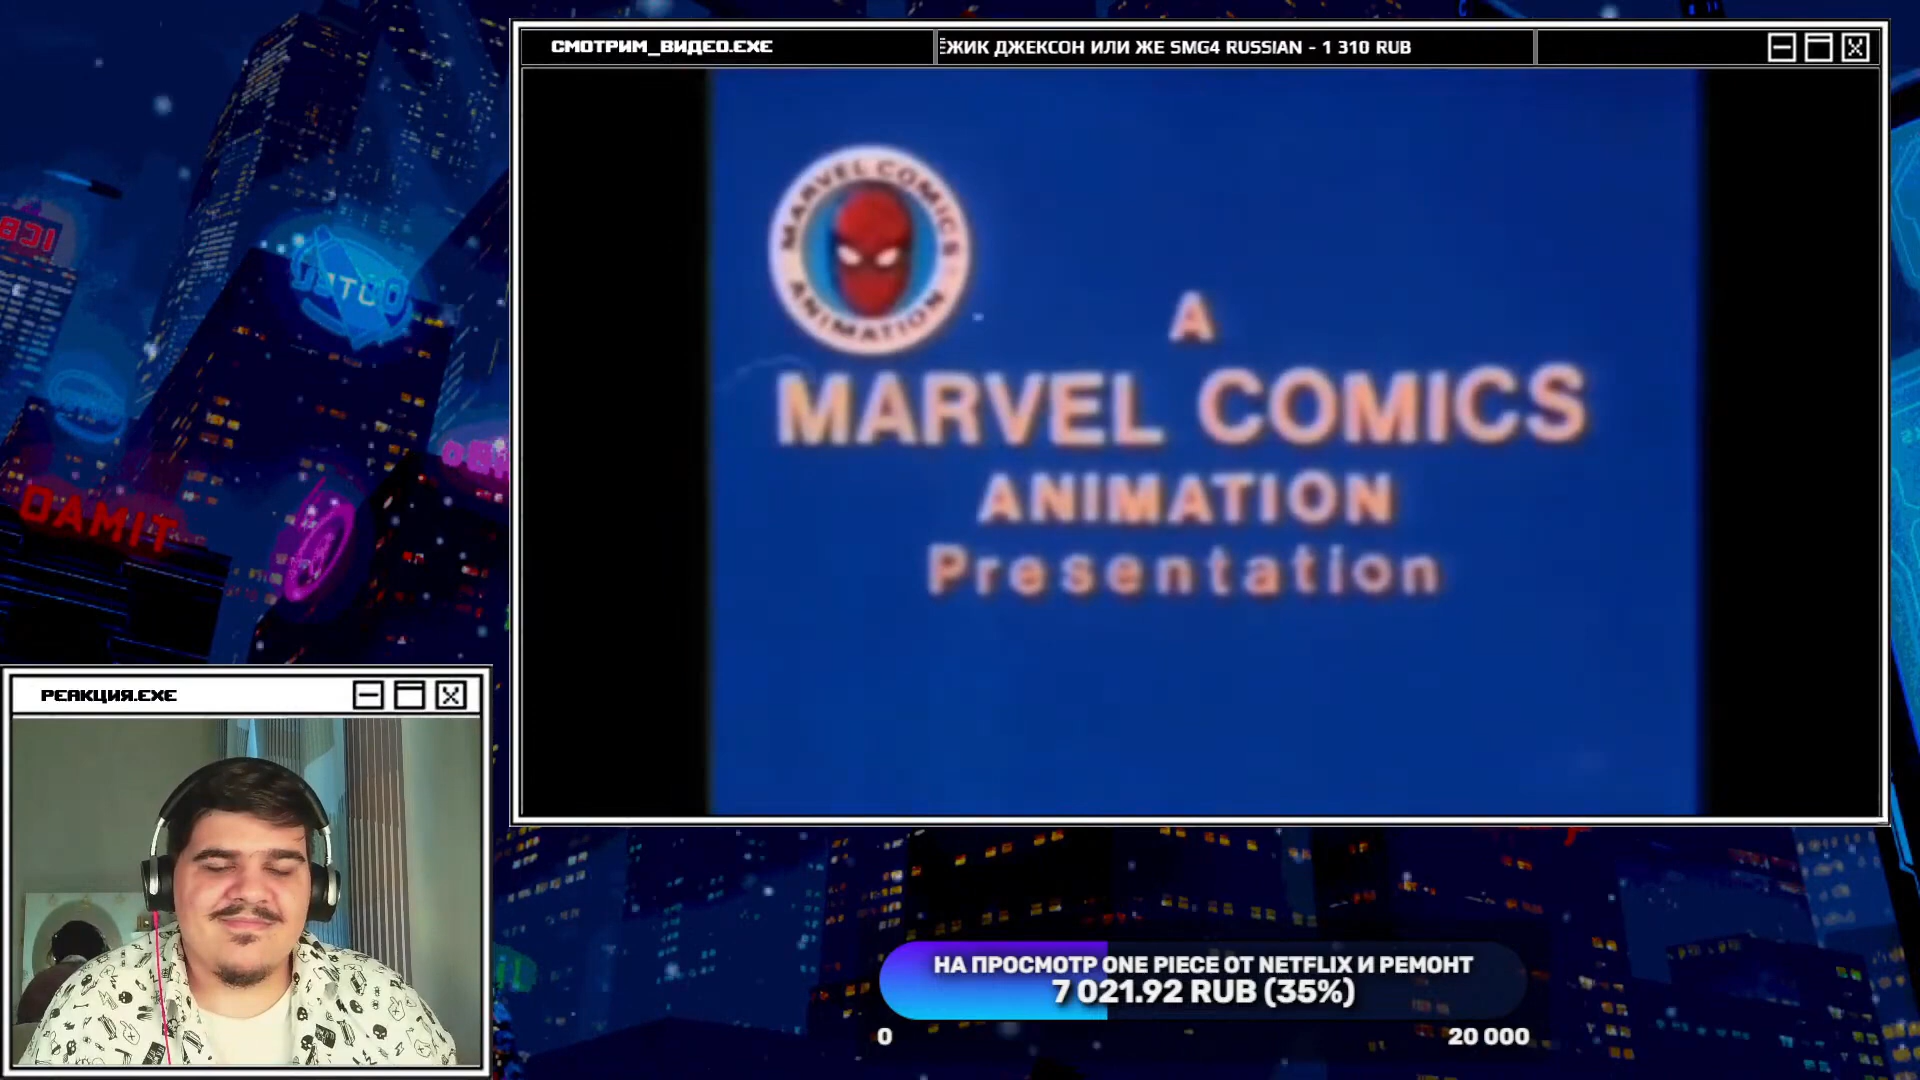 СМОТРИМ_ВИДЕО.EXE
ЁЖИК ДЖЕКСОН ИЛИ ЖЕ SMG4 RUSSIAN - 1 310 RUB
MARVEL COMICS
ANIMATION
A
MARVEL COMICS
ANIMATION
Presentation
DAMIT
РЕАКЦИЯ.EXE
НА ПРОСМОТР ONE PIECE ОТ NETFLIX И РЕМОНТ
7 021.92 RUB (35%)
0
20 000